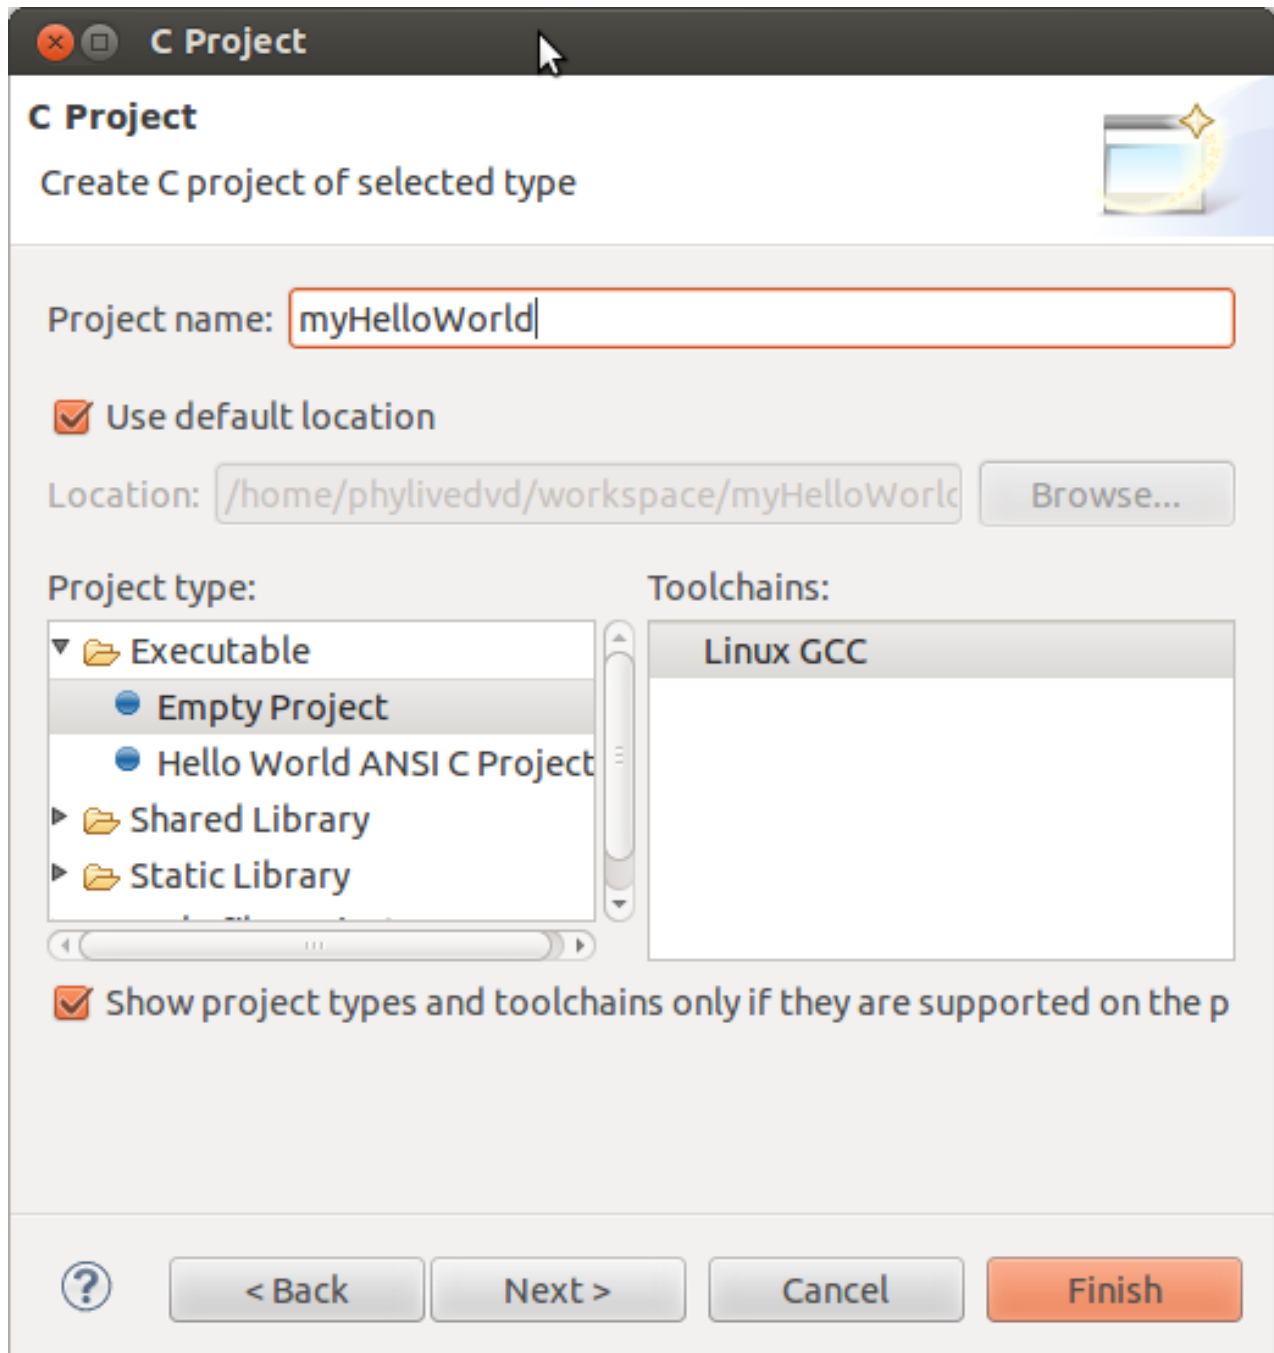 C Project
C Project
Create C project of selected type
Project name: myHelloWorld
Use default location
Location: /home/phylivedvd/workspace/myHelloWorld Browse...
Project type: Toolchains:
Executable Linux GCC
Empty Project
Hello World ANSI C Project
Shared Library
Static Library
Show project types and toolchains only if they are supported on the p
? < Back Next > Cancel Finish